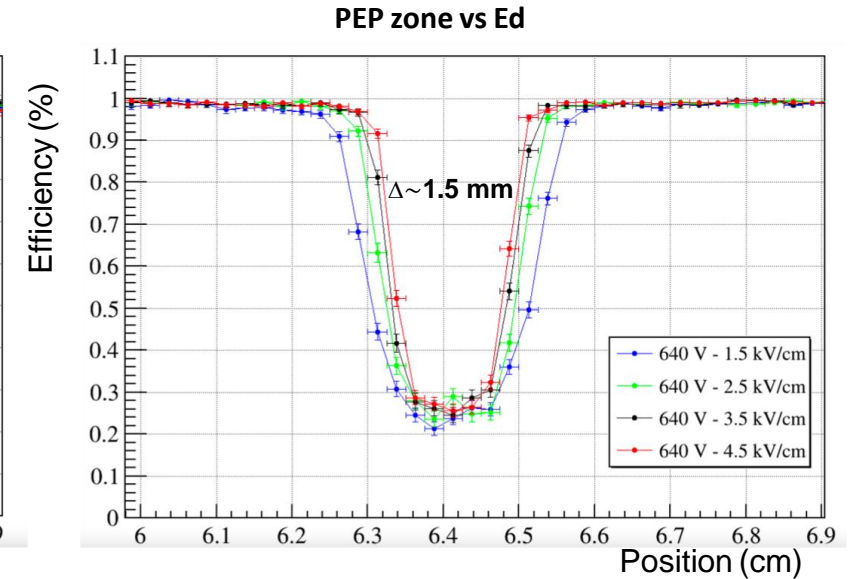 PEP zone vs Ed
Efficiency (%)
1.1
1
0.9
0.8
0.7
0.6
0.5
0.4
0.3
0.2
0.1
0
Δ~1.5 mm
640 V - 1.5 kV/cm
640 V - 2.5 kV/cm
640 V - 3.5 kV/cm
640 V - 4.5 kV/cm
6 6.1 6.2 6.3 6.4 6.5 6.6 6.7 6.8 6.9
Position (cm)